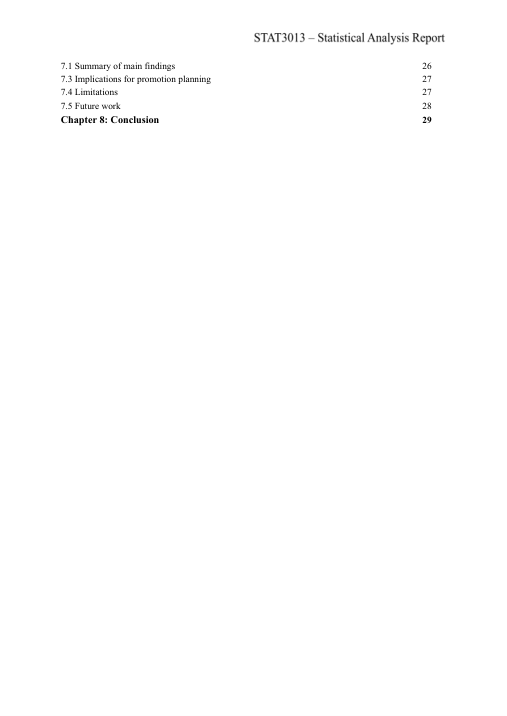 STAT3013 – Statistical Analysis Report
7.1 Summary of main findings 26
7.3 Implications for promotion planning 27
7.4 Limitations 27
7.5 Future work 28
Chapter 8: Conclusion 29